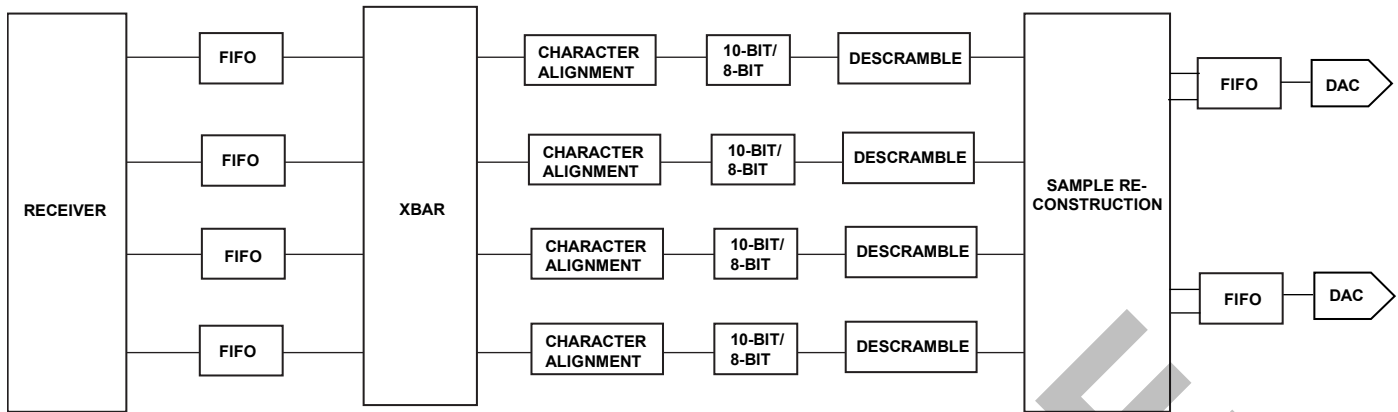 RECEIVER
FIFO
FIFO
FIFO
FIFO
XBAR
CHARACTER
ALIGNMENT
10-BIT/
8-BIT
DESCRAMBLE
CHARACTER
ALIGNMENT
10-BIT/
8-BIT
DESCRAMBLE
CHARACTER
ALIGNMENT
10-BIT/
8-BIT
DESCRAMBLE
CHARACTER
ALIGNMENT
10-BIT/
8-BIT
DESCRAMBLE
SAMPLE RE-
CONSTRUCTION
FIFO
DAC
FIFO
DAC